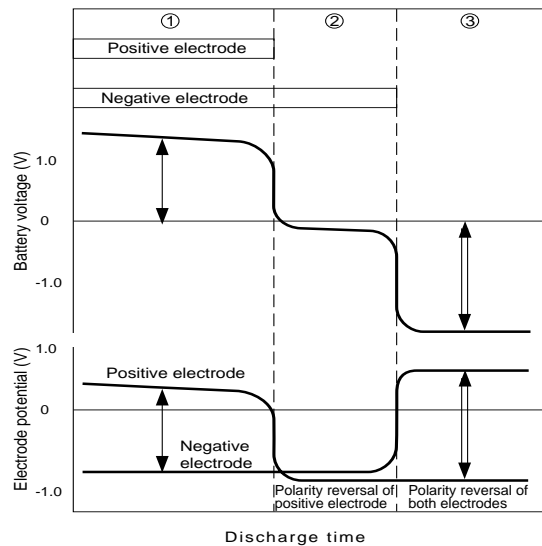 ① ② ③
Positive electrode
Negative electrode
Battery voltage (V)
1.0
0
-1.0
Electrode potential (V)
1.0
0
-1.0
Positive electrode
Negative
electrode
Polarity reversal of
positive electrode
Polarity reversal of
both electrodes
Discharge time